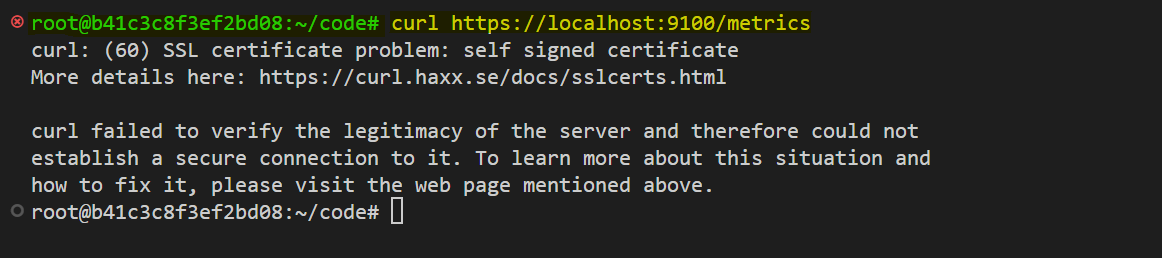 root@b41c3c8f3ef2bd08:~/code# curl https://localhost:9100/metrics
curl: (60) SSL certificate problem: self signed certificate
More details here: https://curl.haxx.se/docs/sslcerts.html
curl failed to verify the legitimacy of the server and therefore could not
establish a secure connection to it. To learn more about this situation and
how to fix it, please visit the web page mentioned above.
root@b41c3c8f3ef2bd08:~/code#